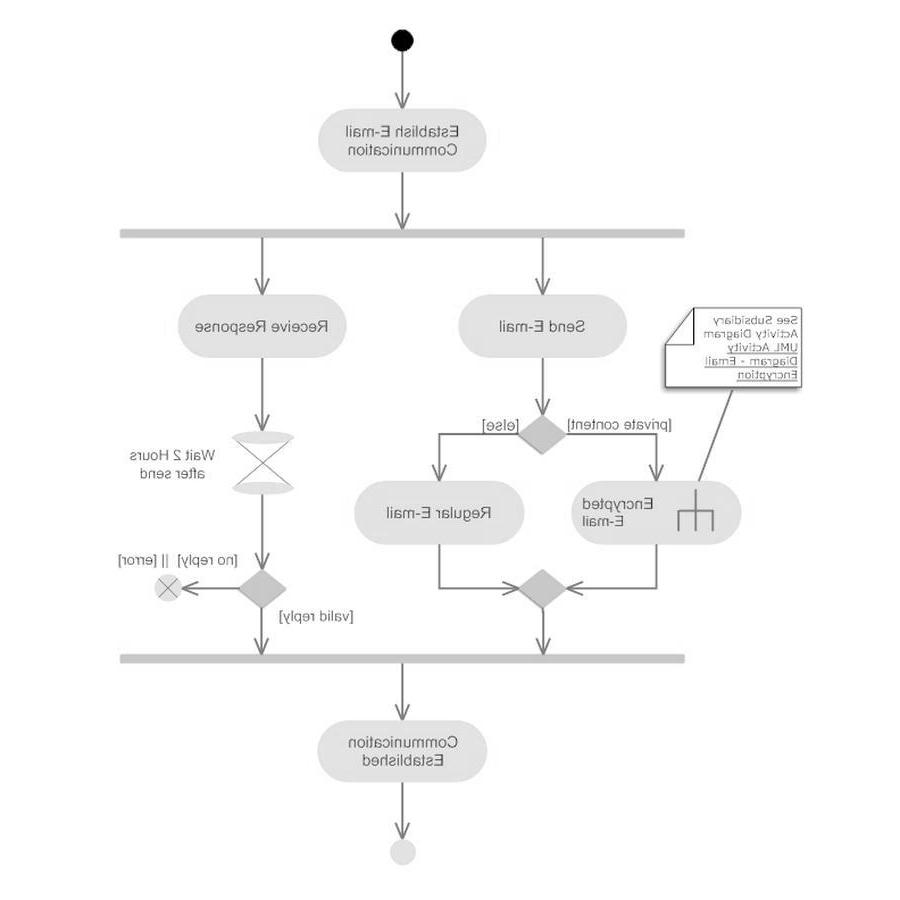 Establish E-mail
Communication
Receive Response
Send E-mail
See Subsidiary
Activity Diagram
UML Activity
Diagram - Email
Encryption
[else]
[private content]
Wait 2 Hours
after send
Regular E-mail
Encrypted
E-mail
[no reply] || [error]
[valid reply]
Communication
Established